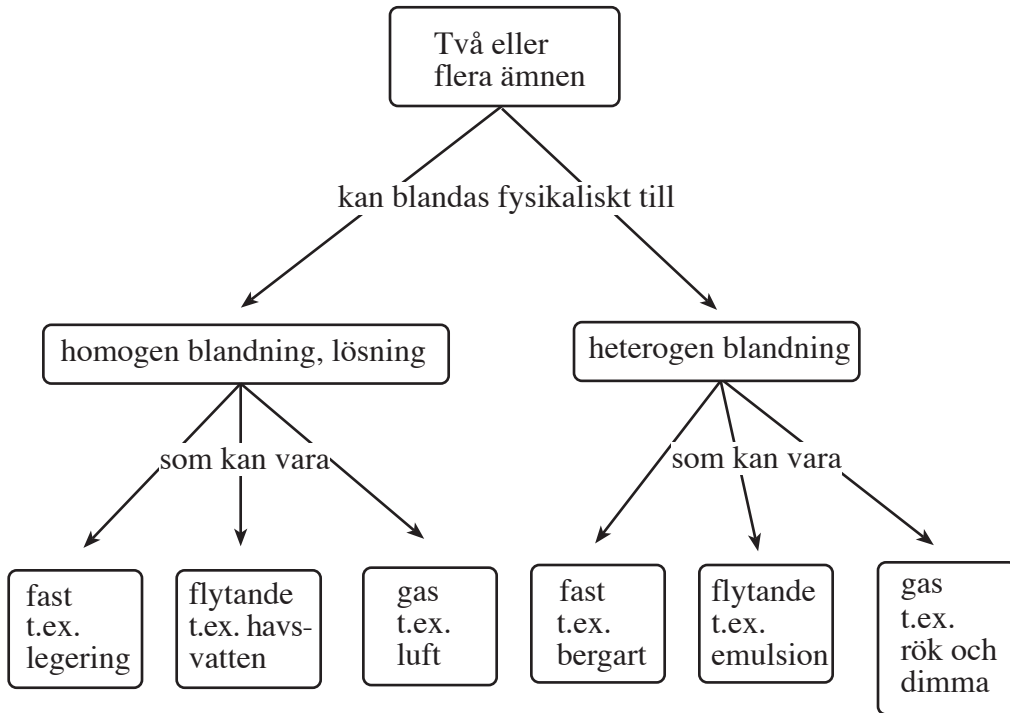 Två eller
flera ämnen
kan blandas fysikaliskt till
homogen blandning, lösning
heterogen blandning
som kan vara
som kan vara
fast
t.ex.
legering
flytande
t.ex. havs-
vatten
gas
t.ex.
luft
fast
t.ex.
bergart
flytande
t.ex.
emulsion
gas
t.ex.
rök och
dimma